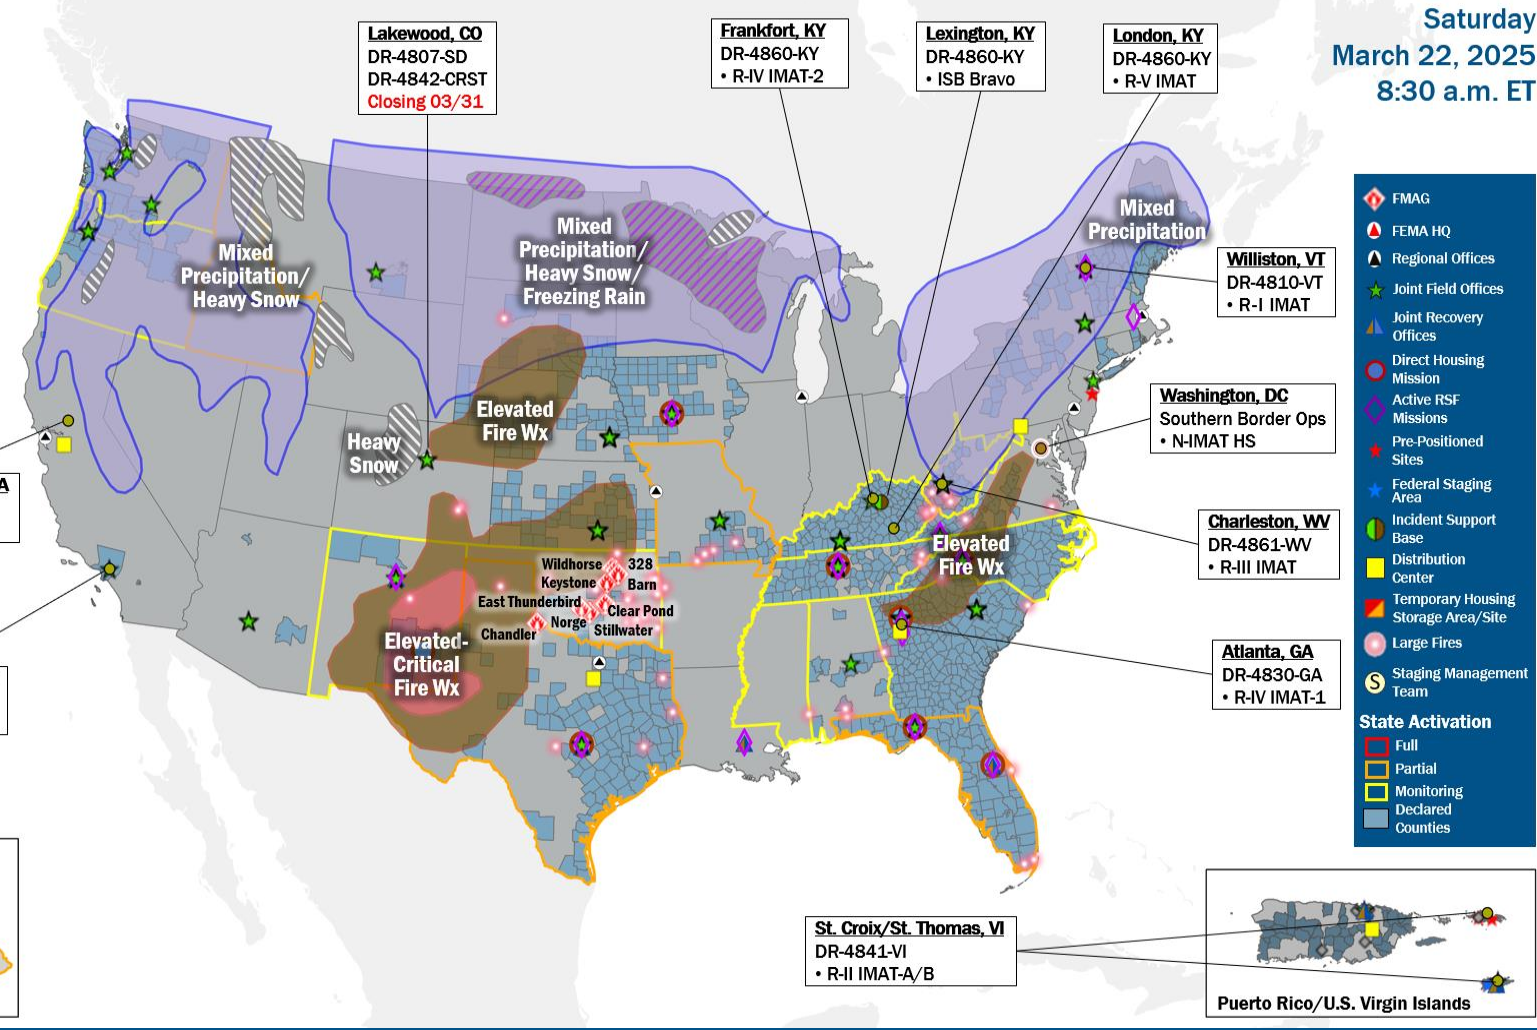 Saturday
March 22, 2025
8:30 a.m. ET
Lakewood, CO
DR-4807-SD
DR-4842-CRST
Closing 03/31
Frankfort, KY
DR-4860-KY
• R-IV IMAT-2
Lexington, KY
DR-4860-KY
• ISB Bravo
London, KY
DR-4860-KY
• R-V IMAT
Mixed
Precipitation/
Heavy Snow
Mixed
Precipitation/
Heavy Snow/
Freezing Rain
Mixed
Precipitation
Williston, VT
DR-4810-VT
• R-I IMAT
Washington, DC
Southern Border Ops
• N-IMAT HS
Elevated
Fire Wx
Heavy
Snow
A
Charleston, WV
DR-4861-WV
• R-III IMAT
Elevated
Fire Wx
Wildhorse
328
Keystone
Barn
East Thunderbird
Clear Pond
Norge
Stillwater
Chandler
Elevated-
Critical
Fire Wx
Atlanta, GA
DR-4830-GA
• R-IV IMAT-1
St. Croix/St. Thomas, VI
DR-4841-VI
• R-II IMAT-A/B
Puerto Rico/U.S. Virgin Islands
FMAG
FEMA HQ
Regional Offices
Joint Field Offices
Joint Recovery
Offices
Direct Housing
Mission
Active RSF
Missions
Pre-Positioned
Sites
Federal Staging
Area
Incident Support
Base
Distribution
Center
Temporary Housing
Storage Area/Site
Large Fires
S
Staging Management
Team
State Activation
Full
Partial
Monitoring
Declared
Counties